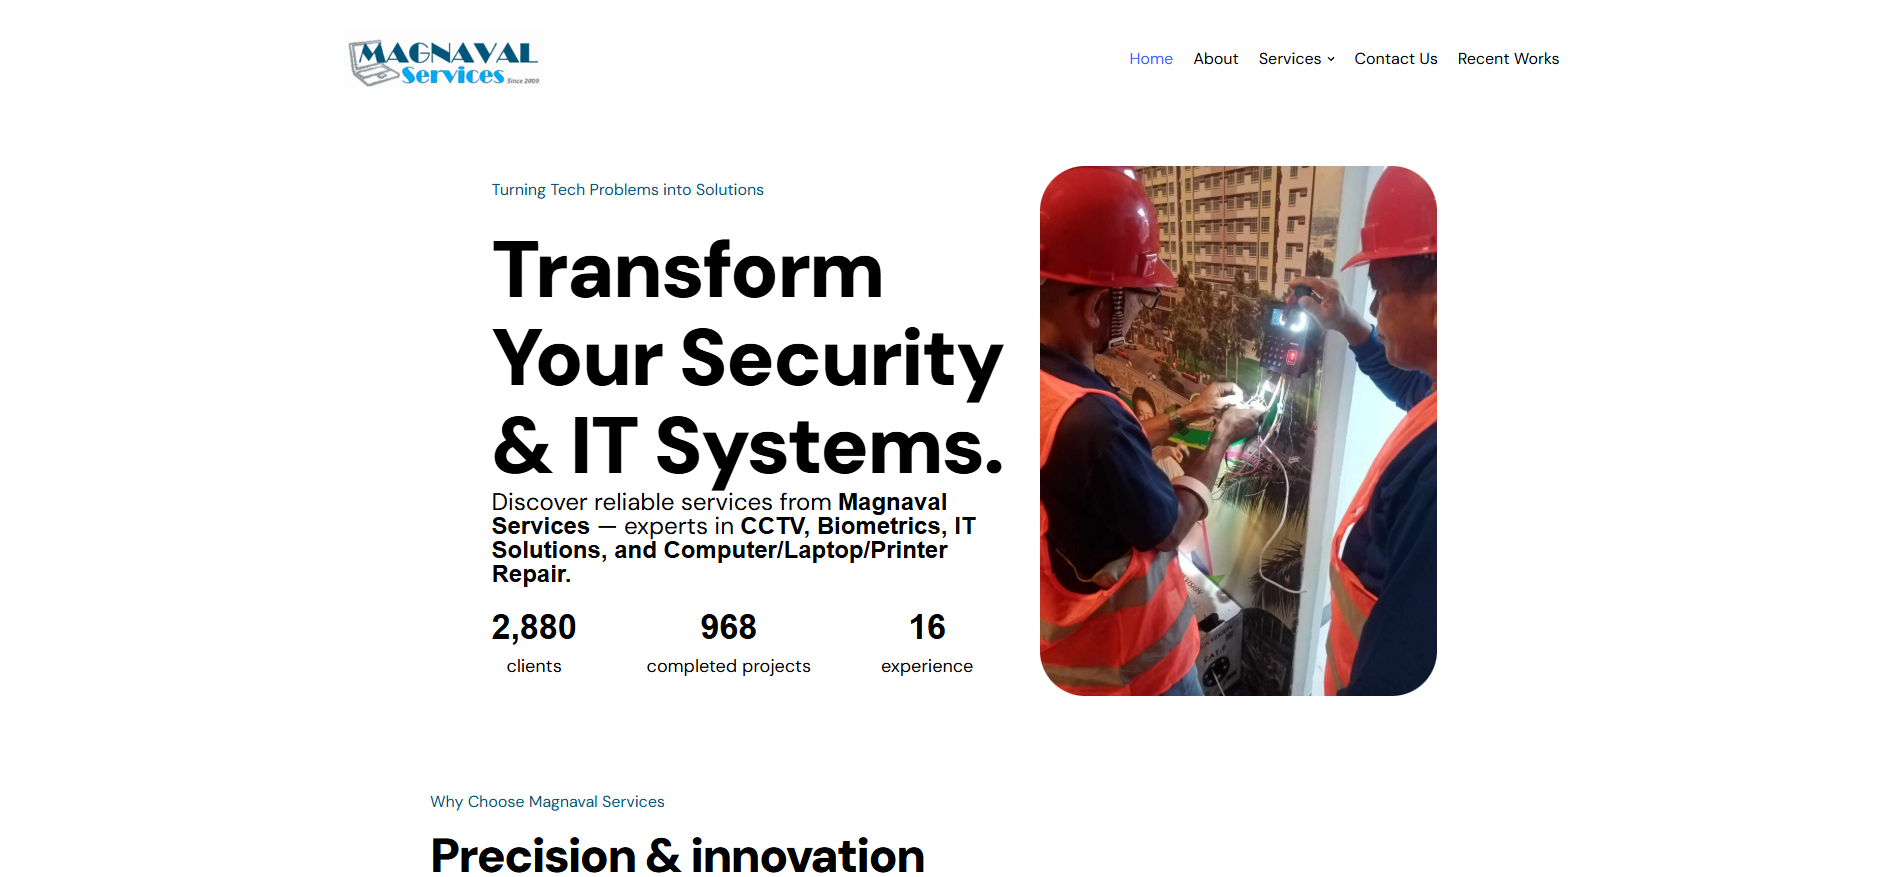 MAGNAVAL
Services Since 2009
Home About Services Contact Us Recent Works
Turning Tech Problems into Solutions
Transform
Your Security
& IT Systems.
Discover reliable services from Magnaval
Services — experts in CCTV, Biometrics, IT
Solutions, and Computer/Laptop/Printer
Repair.
2,880 968 16
clients completed projects experience
CAT.6
Why Choose Magnaval Services
Precision & innovation